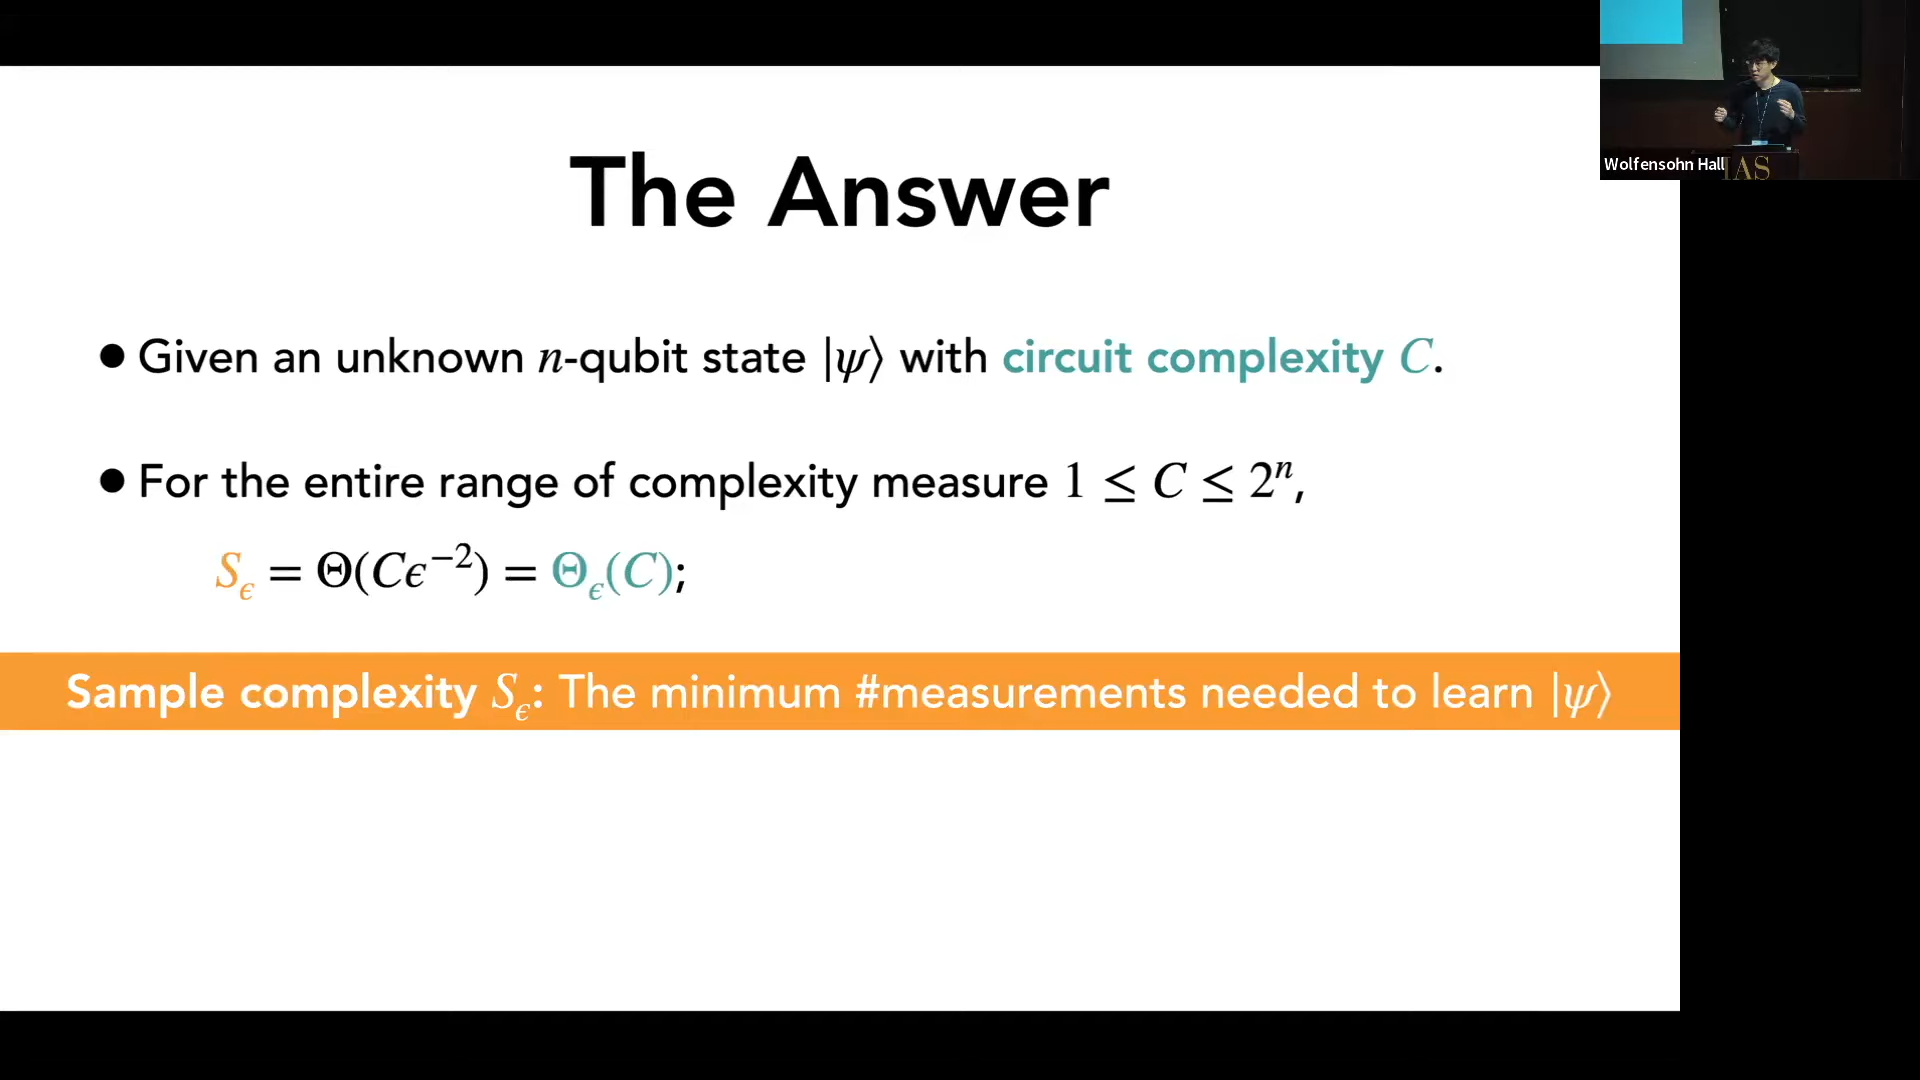 The Answer
● Given an unknown n-qubit state |ψ⟩ with circuit complexity C.
● For the entire range of complexity measure 1 ≤ C ≤ 2ⁿ,
S_ϵ = Θ(Cϵ⁻²) = Θ_ϵ(C);
Sample complexity S_ϵ: The minimum #measurements needed to learn |ψ⟩
Wolfensohn Hall
IAS